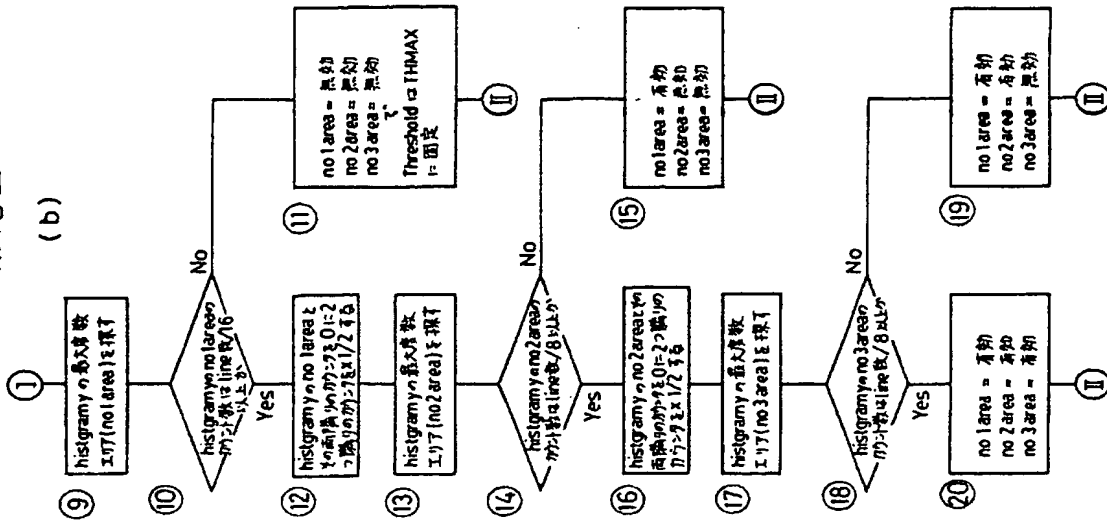 (b)
I
⑨
histgramyの最大度数
エリア(no1area)を探す
⑩
histgramyのno1areaの
カウント数はline数/16
以上か
No
Yes
⑪
no1area = 無効
no2area = 無効
no3area = 無効
で
ThresholdはTHMAX
に固定
II
⑫
histgramyのno1areaと
その両隣りのカウントを0に2
つ隣りのカウントを×1/2する
⑬
histgramyの最大度数
エリア(no2area)を探す
⑭
histgramyのno2areaの
カウント数はline数/8以上か
No
Yes
⑮
no1area = 有効
no2area = 無効
no3area = 無効
II
⑯
histgramyのno2areaとその
両隣りのカウントを0に2つ隣りの
カウントを×1/2する
⑰
histgramyの最大度数
エリア(no3area)を探す
⑱
histgramyのno3areaの
カウント数はline数/8以上か
No
Yes
⑲
no1area = 有効
no2area = 有効
no3area = 無効
II
⑳
no1area = 有効
no2area = 有効
no3area = 有効
II